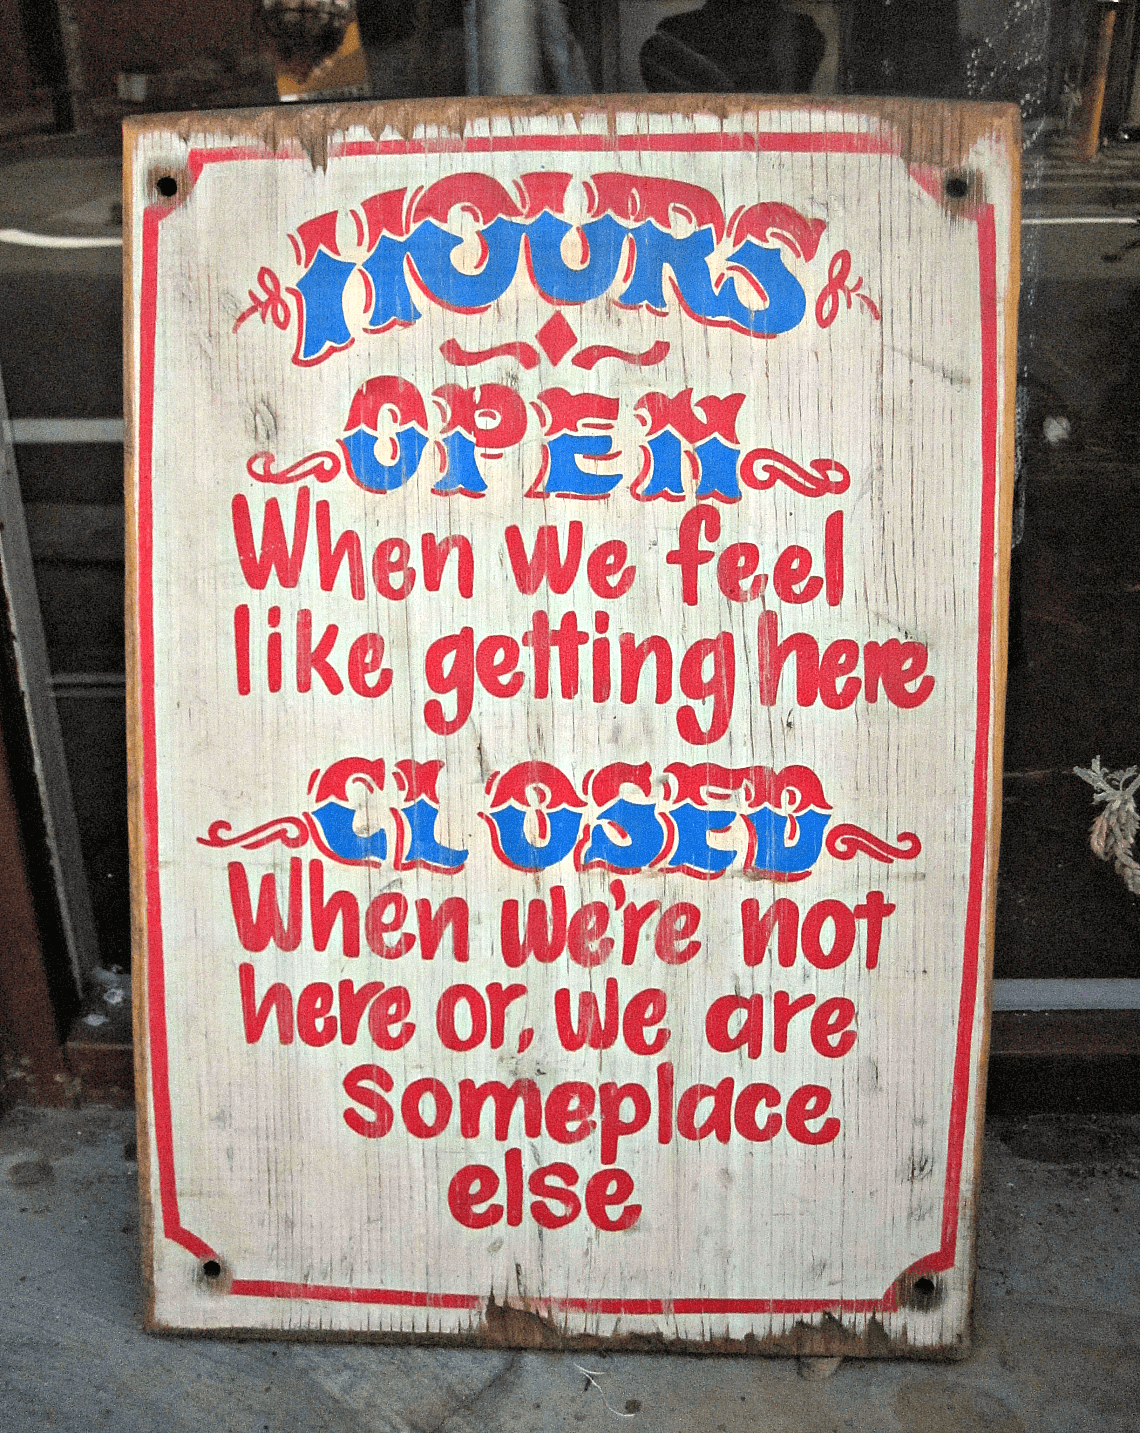 HOURS
OPEN
When we feel
like getting here
CLOSED
When we're not
here or, we are
someplace
else